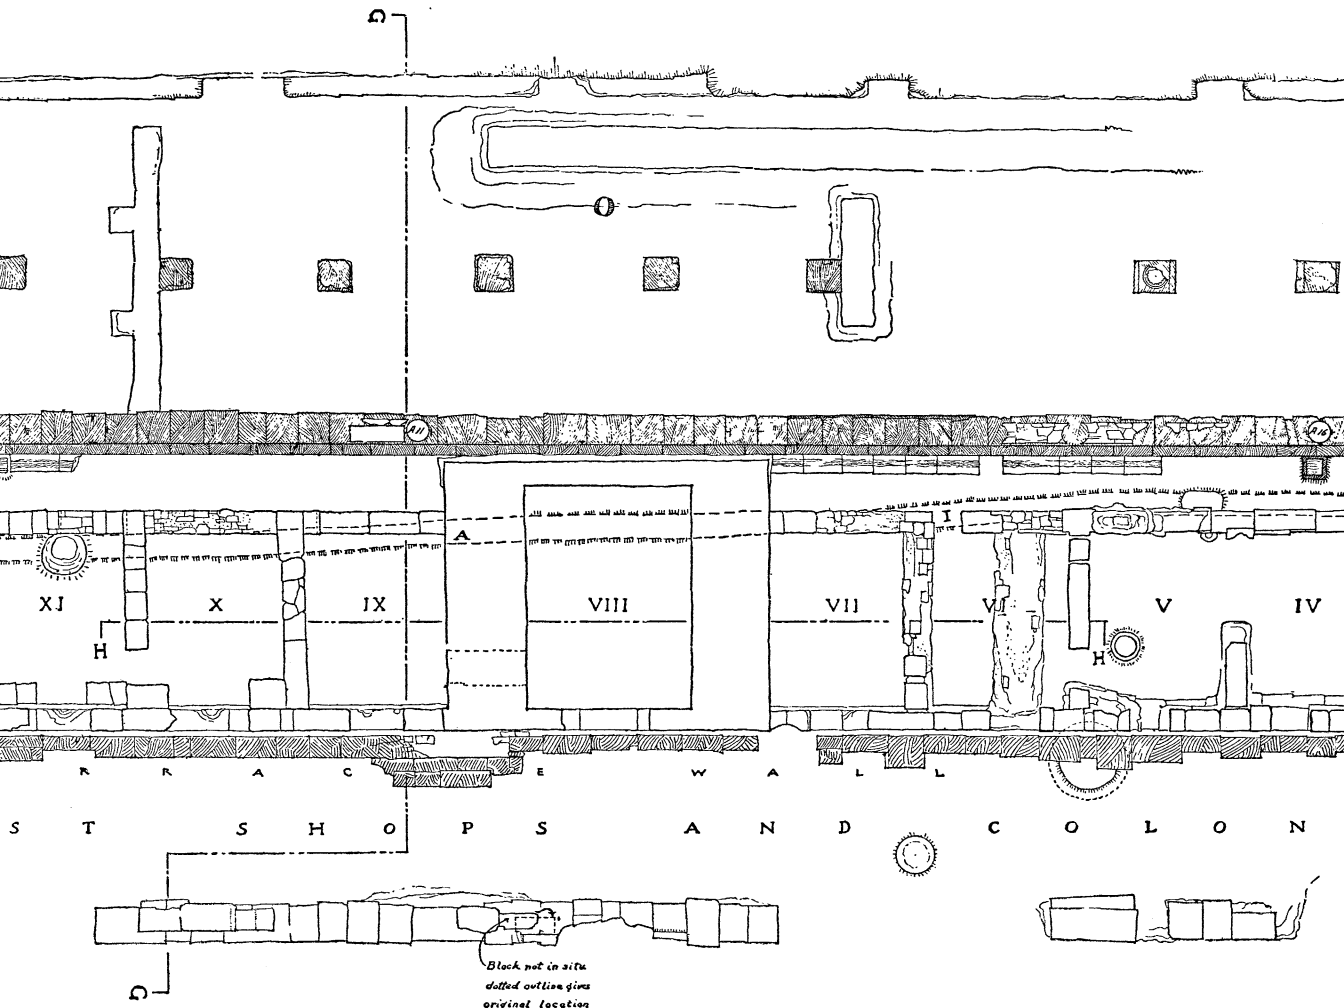 G
A11
A16
A
I
XI
X
IX
VIII
VII
VI
V
IV
H
H
R R A C E W A L L
S T S H O P S A N D C O L O N
Block not in situ
dotted outline gives
original location
G